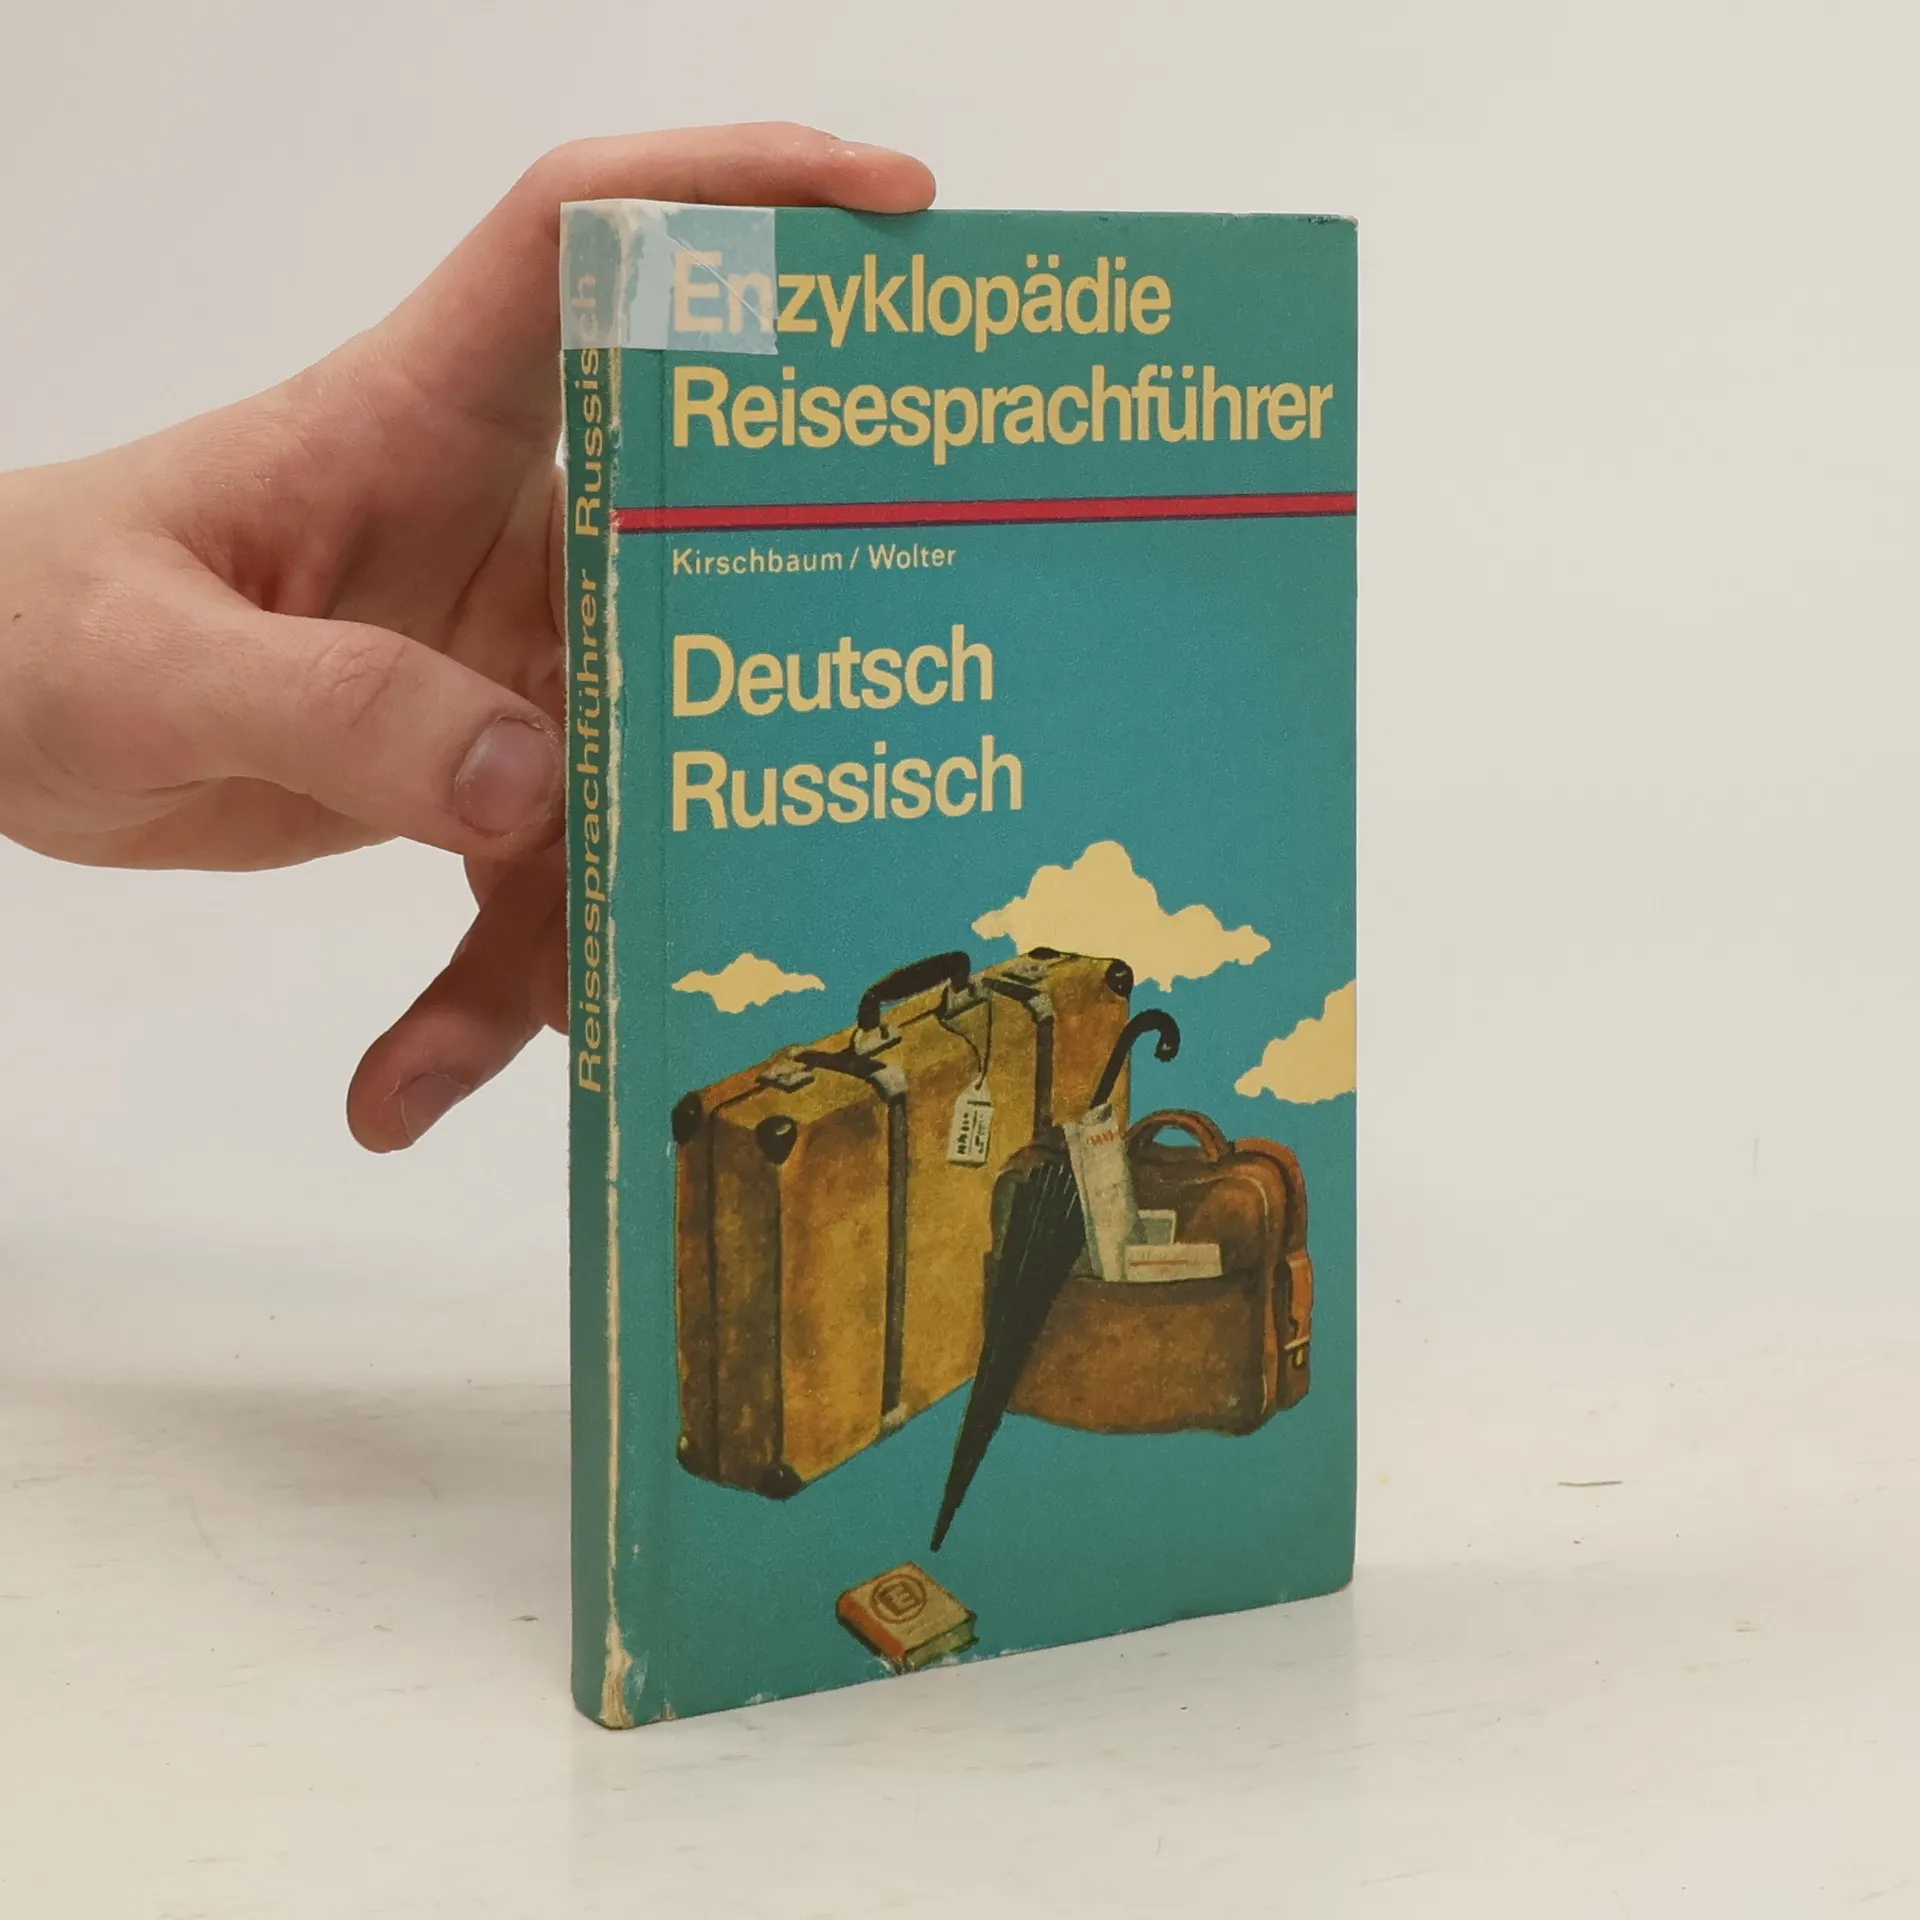 Enzyklopädie
Reisesprachführer
Kirschbaum / Wolter
Deutsch
Russisch
Reisesprachführer Russisch